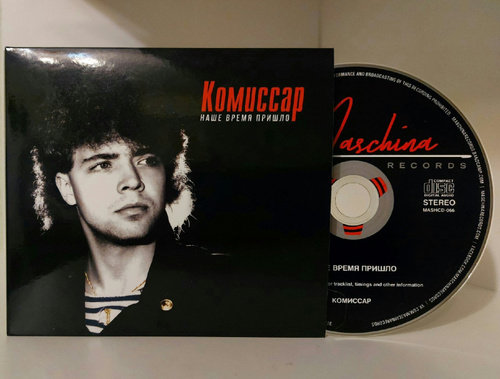 Комиссар
НАШЕ ВРЕМЯ ПРИШЛО
Maschina
RECORDS
COMPACT
disc
DIGITAL AUDIO
STEREO
MASHCD-066
ВРЕМЯ ПРИШЛО
tracklist, timings and other information
КОМИССАР